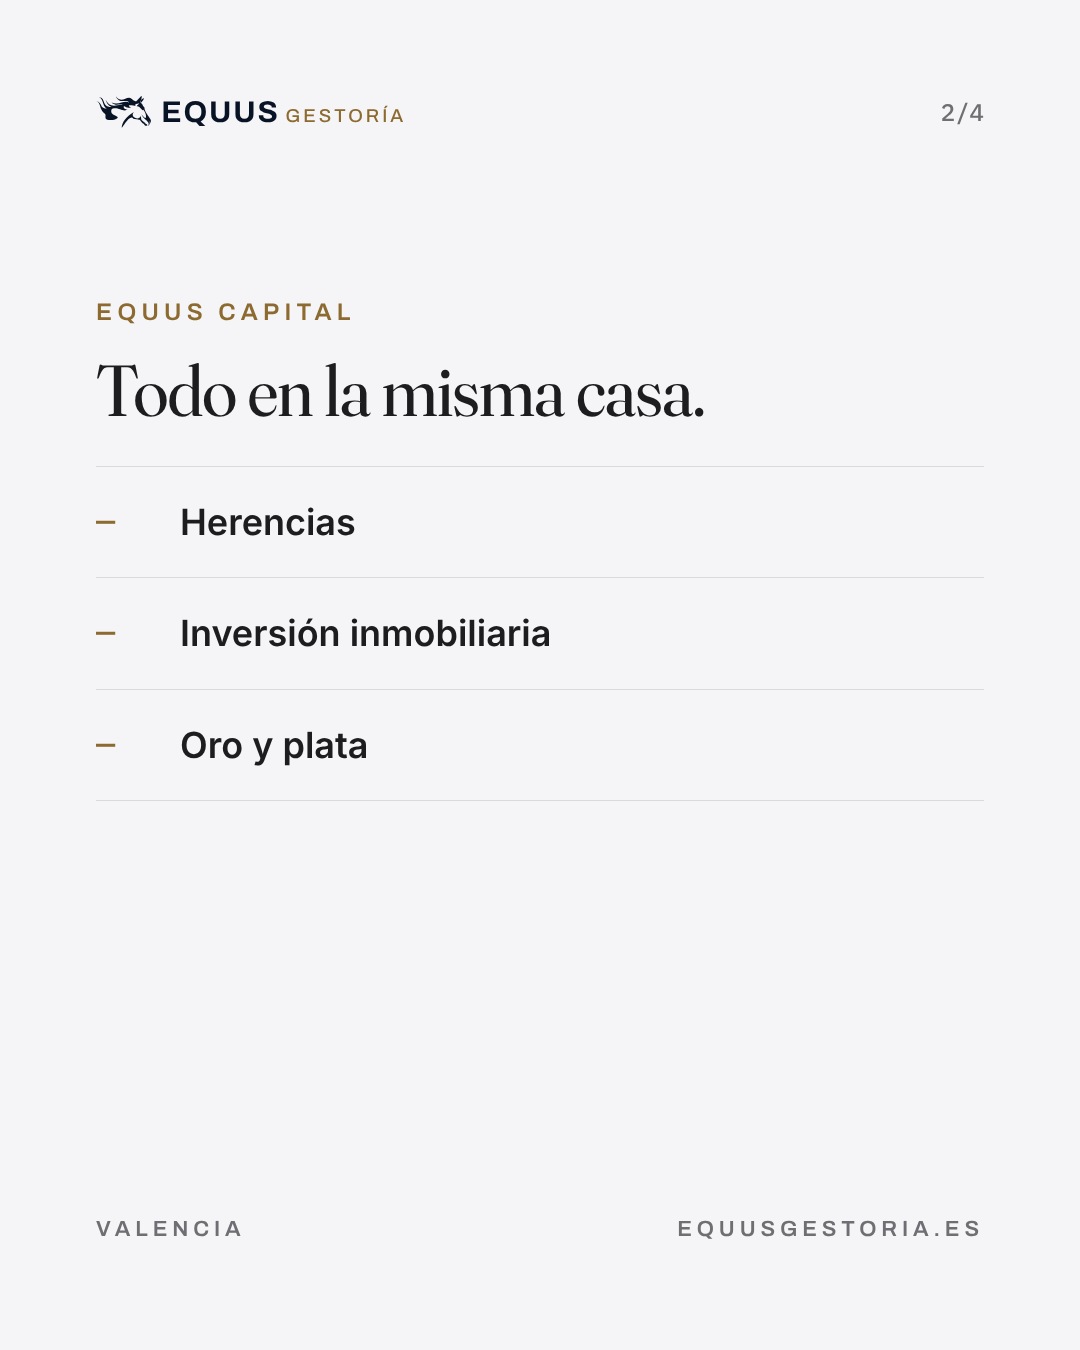 EQUUS GESTORÍA
2/4
EQUUS CAPITAL
Todo en la misma casa.
– Herencias
– Inversión inmobiliaria
– Oro y plata
VALENCIA
EQUUSGESTORIA.ES